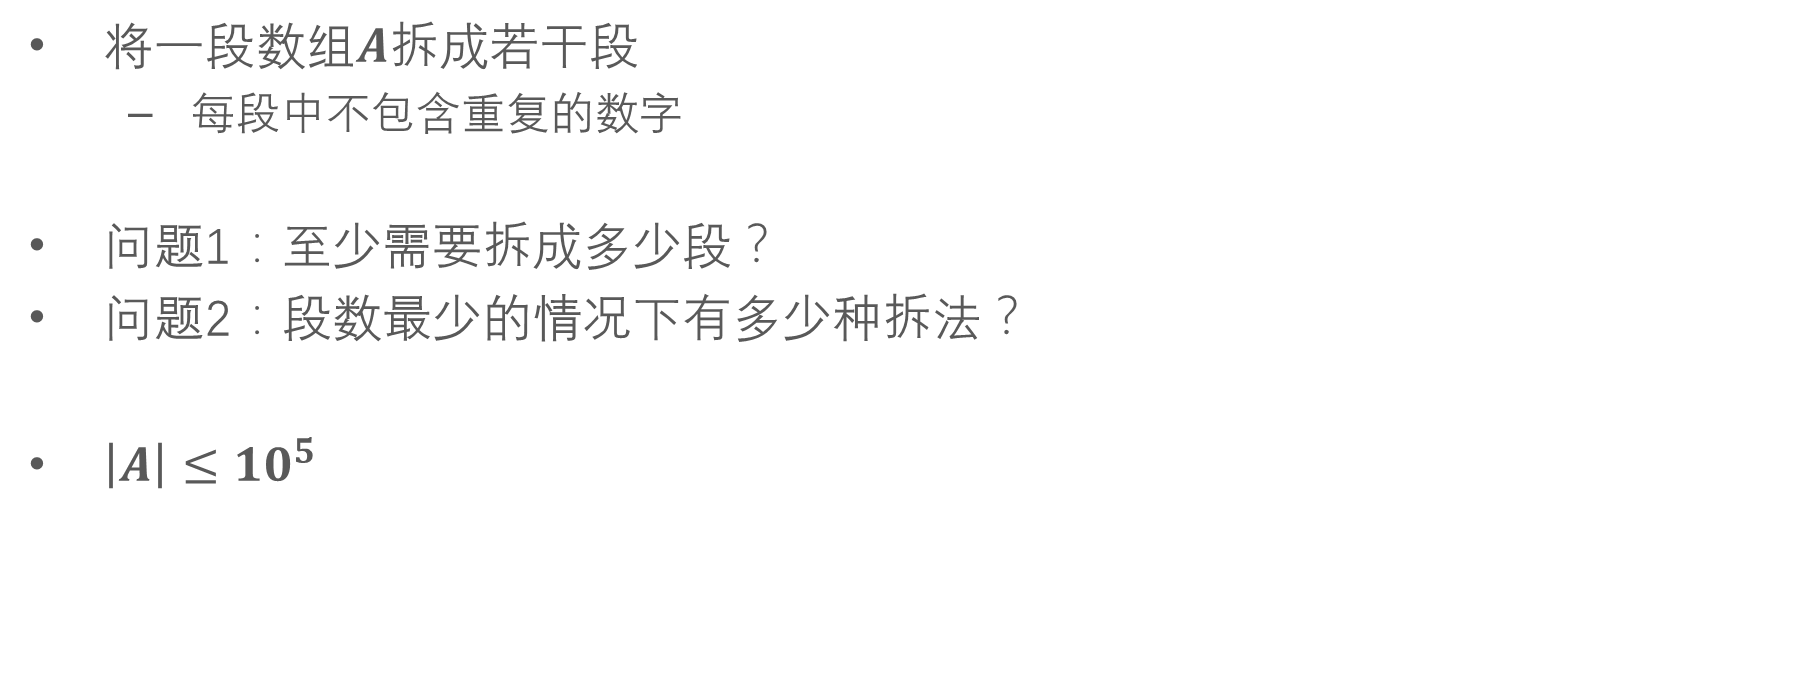 • 将一段数组A拆成若干段
– 每段中不包含重复的数字
• 问题1：至少需要拆成多少段？
• 问题2：段数最少的情况下有多少种拆法？
• |A| ≤ 10⁵